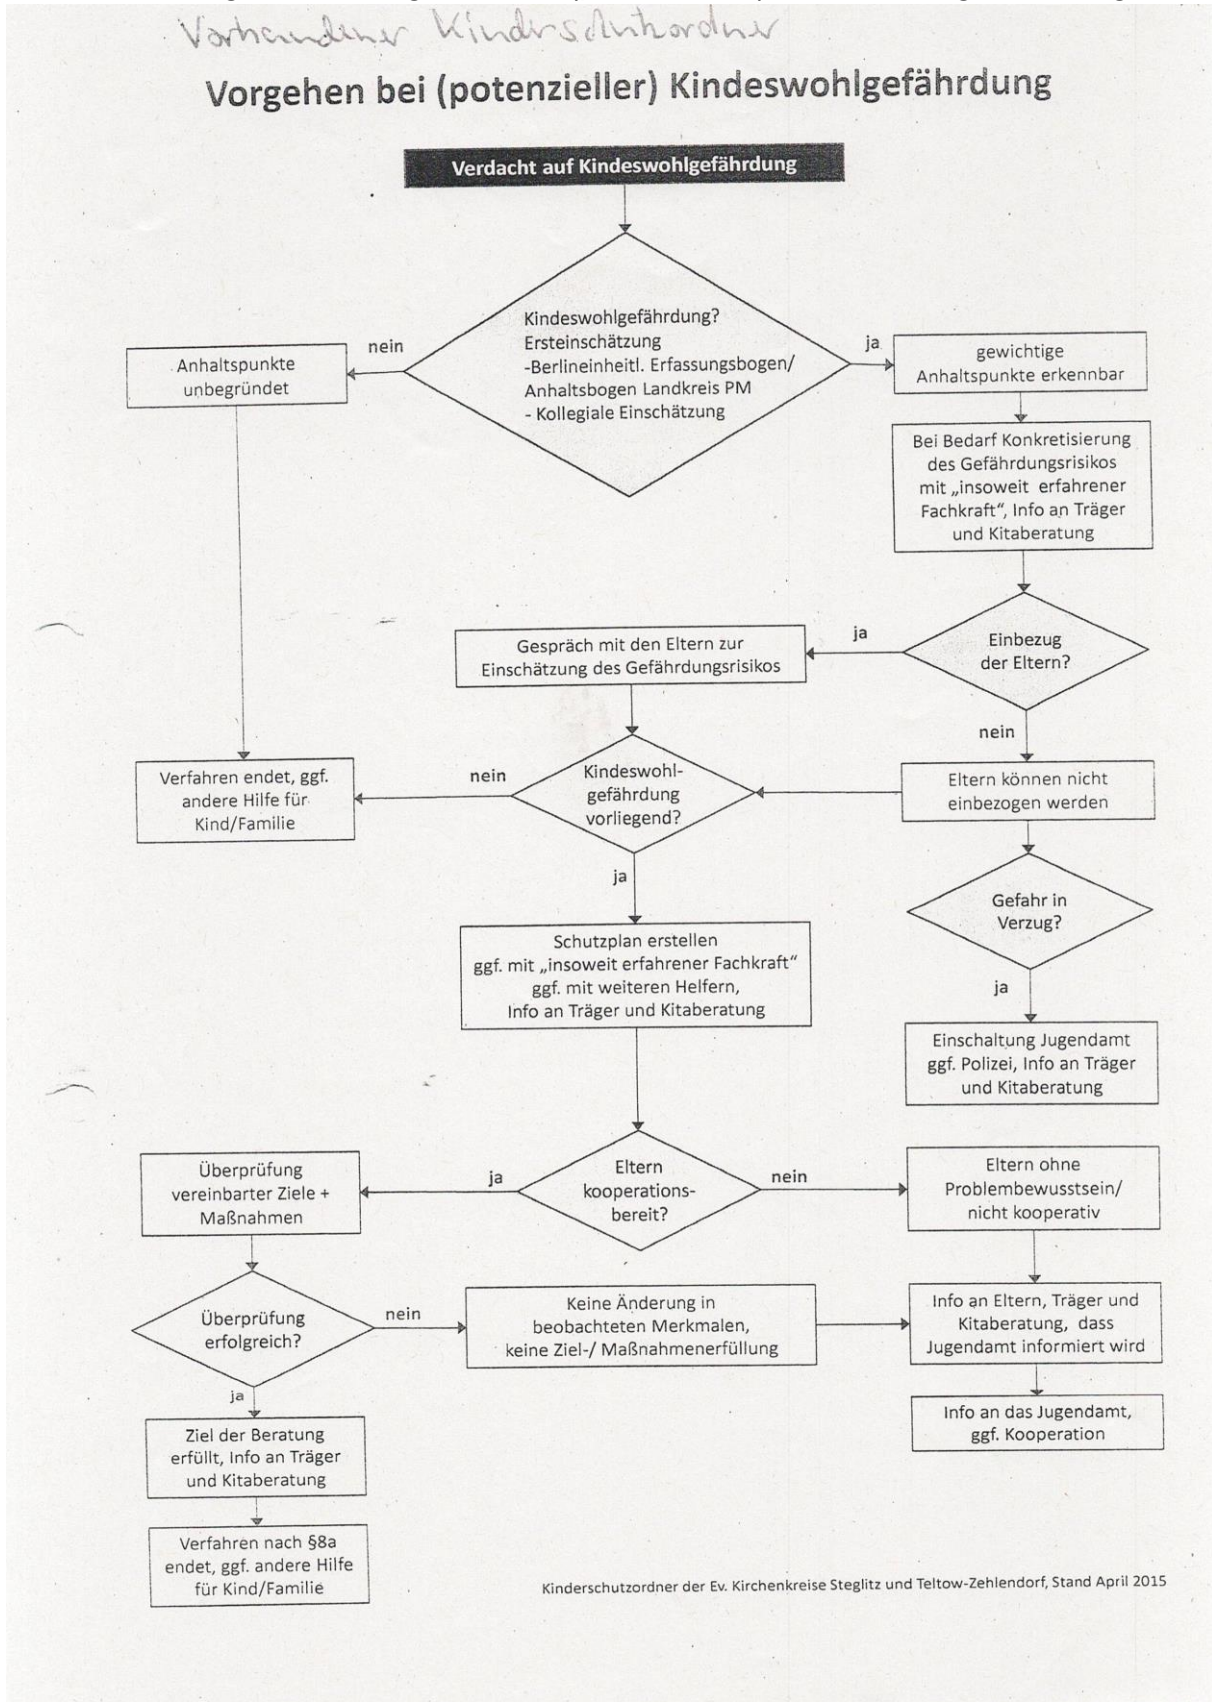 Vorhandener Kinderschutzordner
Vorgehen bei (potenzieller) Kindeswohlgefährdung
Verdacht auf Kindeswohlgefährdung
Kindeswohlgefährdung?
Ersteinschätzung
-Berlineinheitl. Erfassungsbogen/
Anhaltsbogen Landkreis PM
- Kollegiale Einschätzung
nein
Anhaltspunkte
unbegründet
ja
gewichtige
Anhaltspunkte erkennbar
Bei Bedarf Konkretisierung
des Gefährdungsrisikos
mit „insoweit erfahrener
Fachkraft“, Info an Träger
und Kitaberatung
Einbezug
der Eltern?
ja
Gespräch mit den Eltern zur
Einschätzung des Gefährdungsrisikos
nein
Eltern können nicht
einbezogen werden
Kindeswohl-
gefährdung
vorliegend?
nein
Verfahren endet, ggf.
andere Hilfe für
Kind/Familie
Gefahr in
Verzug?
ja
Einschaltung Jugendamt
ggf. Polizei, Info an Träger
und Kitaberatung
ja
Schutzplan erstellen
ggf. mit „insoweit erfahrener Fachkraft“
ggf. mit weiteren Helfern,
Info an Träger und Kitaberatung
Eltern
kooperations-
bereit?
ja
Überprüfung
vereinbarter Ziele +
Maßnahmen
nein
Eltern ohne
Problembewusstsein/
nicht kooperativ
Überprüfung
erfolgreich?
nein
Keine Änderung in
beobachteten Merkmalen,
keine Ziel-/ Maßnahmenerfüllung
Info an Eltern, Träger und
Kitaberatung, dass
Jugendamt informiert wird
Info an das Jugendamt,
ggf. Kooperation
ja
Ziel der Beratung
erfüllt, Info an Träger
und Kitaberatung
Verfahren nach §8a
endet, ggf. andere Hilfe
für Kind/Familie
Kinderschutzordner der Ev. Kirchenkreise Steglitz und Teltow-Zehlendorf, Stand April 2015